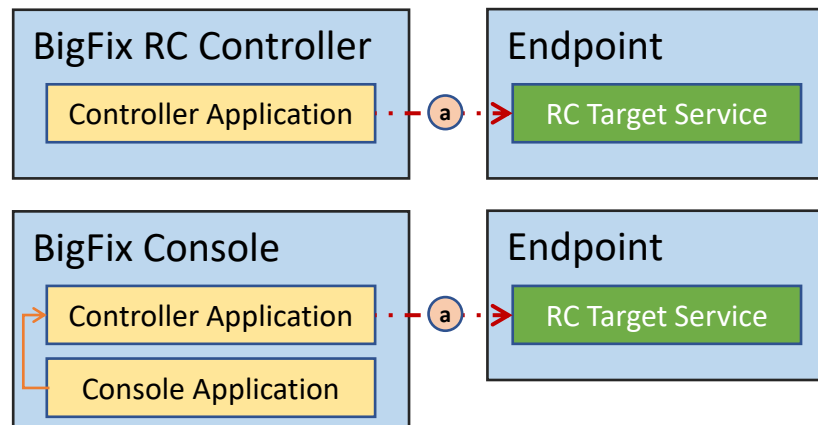 BigFix RC Controller
Endpoint
Controller Application
a
RC Target Service
BigFix Console
Endpoint
Controller Application
a
RC Target Service
Console Application